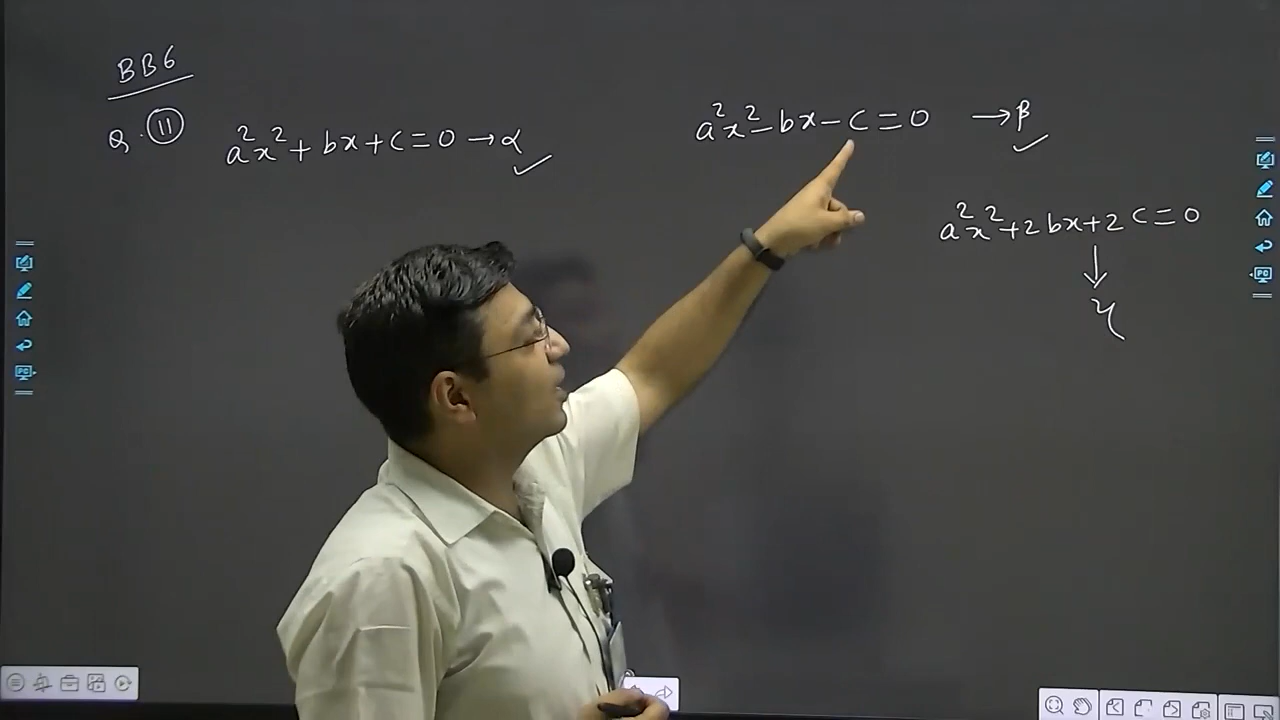 BB6
Q. 11 a²x² + bx + c = 0 → α
a²x² - bx - c = 0 → β
a²x² + 2bx + 2c = 0
↓
γ